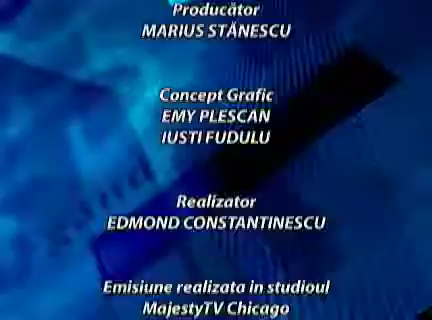 Producător
MARIUS STĂNESCU
Concept Grafic
EMY PLESCAN
IUSTI FUDULU
Realizator
EDMOND CONSTANTINESCU
Emisiune realizata in studioul
MajestyTV Chicago